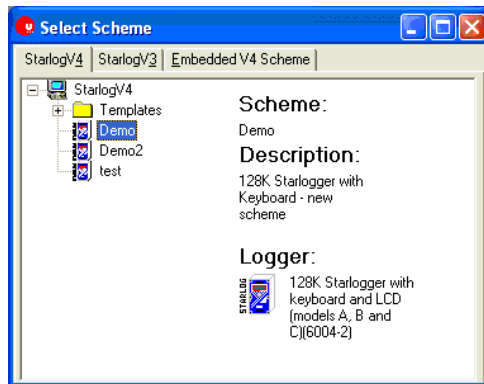 Select Scheme
StarlogV4
StarlogV3
Embedded V4 Scheme
StarlogV4
Templates
Demo
Demo2
test
Scheme:
Demo
Description:
128K Starlogger with
Keyboard - new
scheme
Logger:
STARLOG
128K Starlogger with
keyboard and LCD
(models A, B and
C)(6004-2)